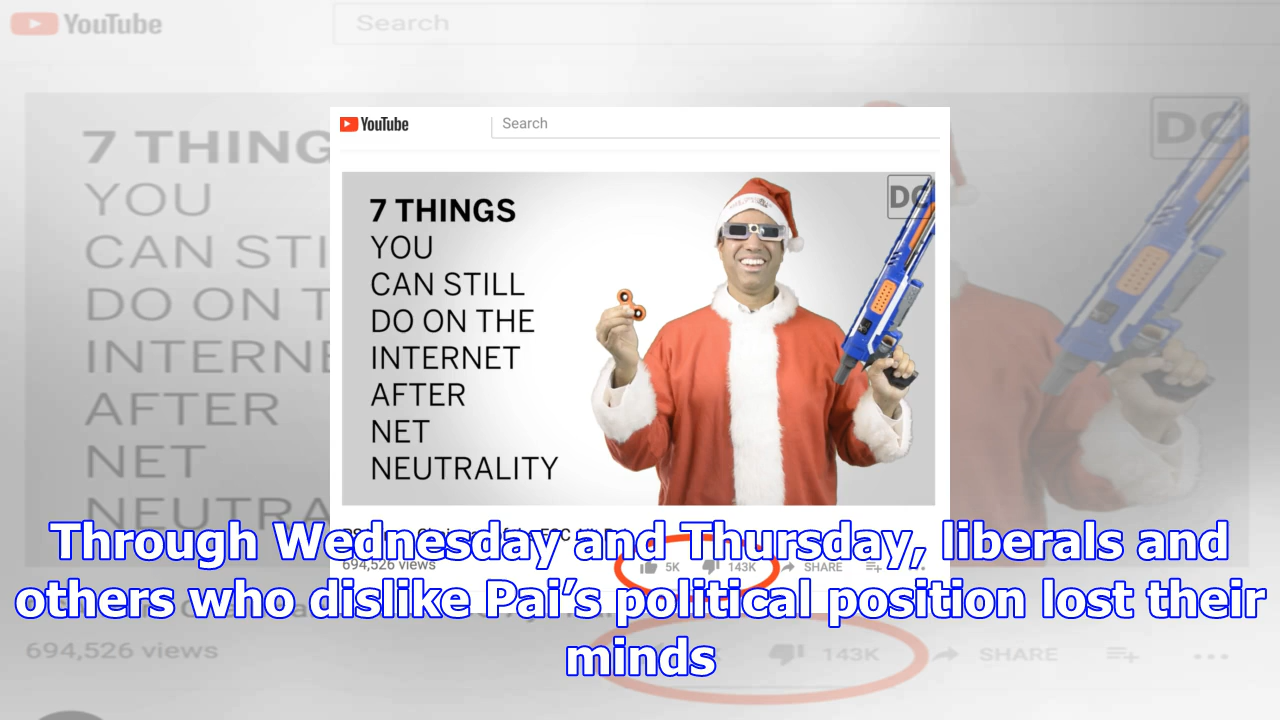 YouTube
Search
7 THING
YOU
CAN STI
DO ON T
INTERNE
AFTER
NET
NEUTRA
694,526 views
143K
SHARE
YouTube
Search
DC
7 THINGS
YOU
CAN STILL
DO ON THE
INTERNET
AFTER
NET
NEUTRALITY
694,526 views
5K
143K
SHARE
Through Wednesday and Thursday, liberals and
others who dislike Pai’s political position lost their
minds